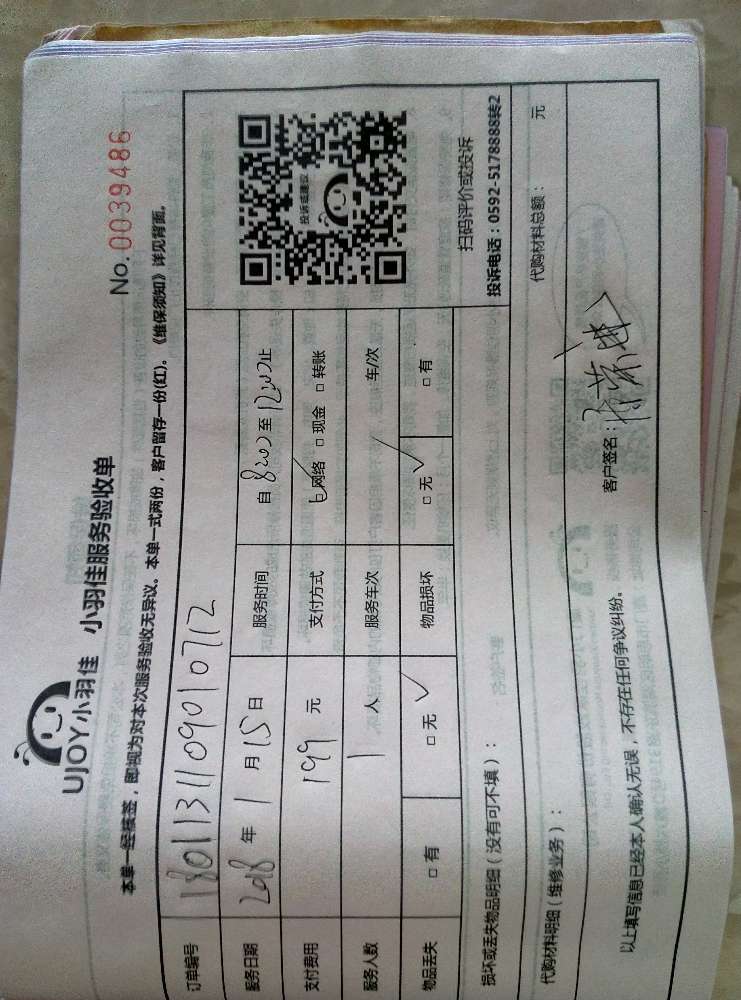 UJOY小羽佳 小羽佳服务验收单
No. 0039486
本单一经核签，即视为对本次服务验收无异议。本单一式两份，客户留存一份(红)。《维保须知》详见背面。
订单编号 1801131109010712
服务日期 2018 年 1 月 15 日 服务时间 自 8:00 至 12:00 止
支付费用 199 元 支付方式 网络 □ 现金 □ 转账
服务人数 1 人 服务车次 / 车/次
物品丢失 □ 有 □ 无 ✓ 物品损坏 □ 无 ✓ □ 有
投诉或建议
扫码评价或投诉
投诉电话：0592-5178888转2
损坏或丢失物品明细（没有可不填）：
代购材料明细（维修业务）： 代购材料总额： 元
以上填写信息已经本人确认无误，不存在任何争议纠纷。 客户签名：